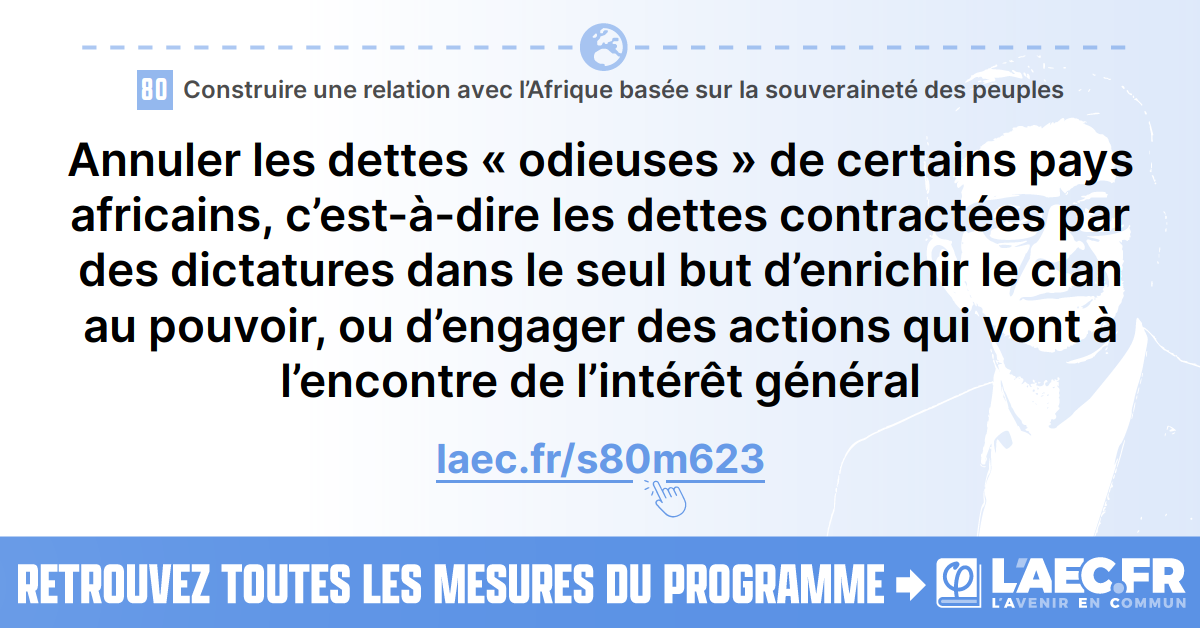 80 Construire une relation avec l’Afrique basée sur la souveraineté des peuples
Annuler les dettes « odieuses » de certains pays
africains, c’est-à-dire les dettes contractées par
des dictatures dans le seul but d’enrichir le clan
au pouvoir, ou d’engager des actions qui vont à
l’encontre de l’intérêt général
laec.fr/s80m623
RETROUVEZ TOUTES LES MESURES DU PROGRAMME
φ L'AEC.FR
L'AVENIR EN COMMUN